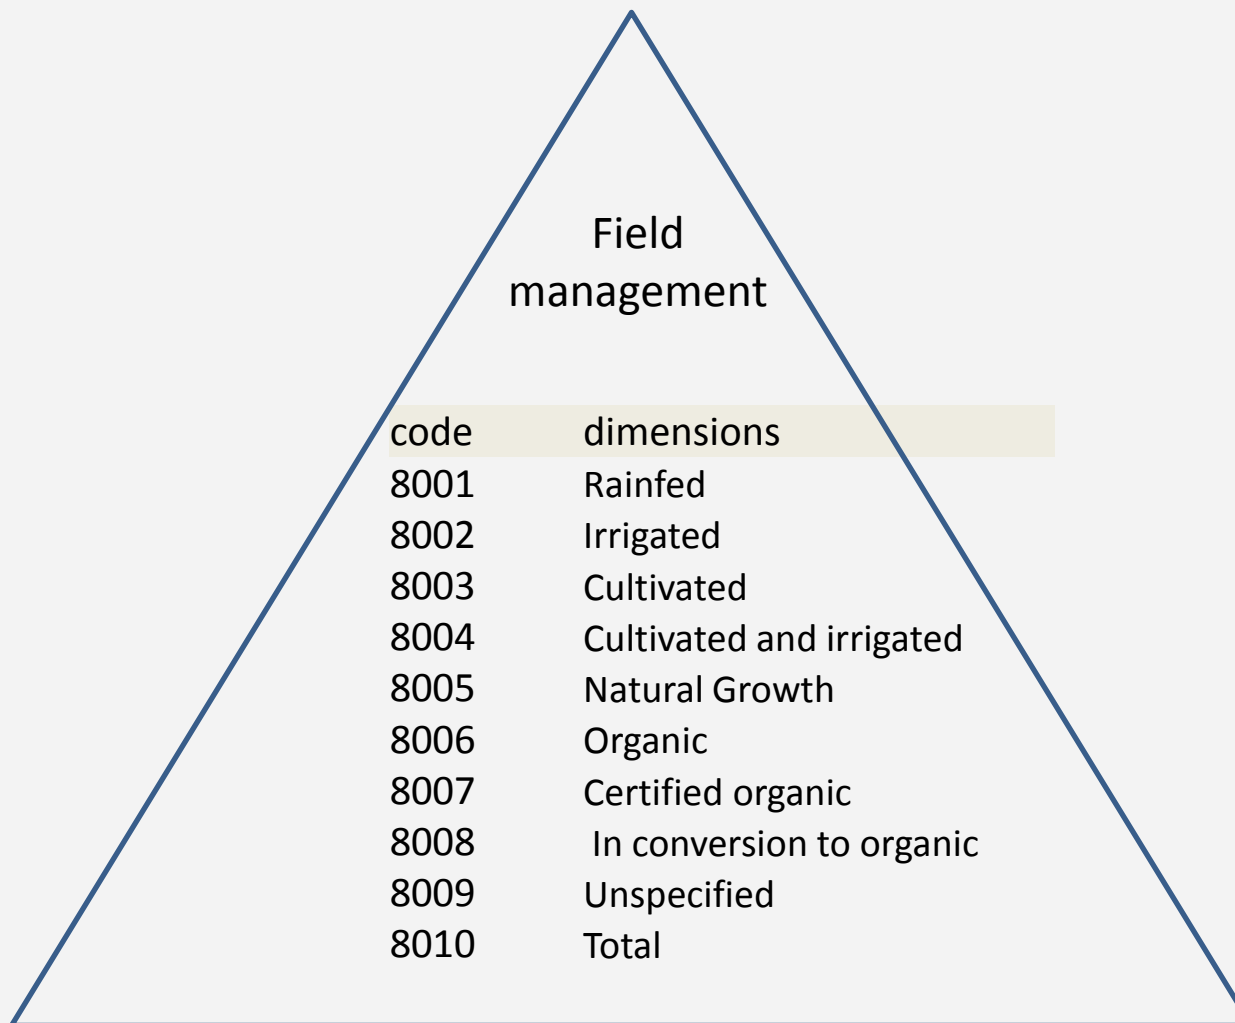 Field
management
code dimensions
8001 Rainfed
8002 Irrigated
8003 Cultivated
8004 Cultivated and irrigated
8005 Natural Growth
8006 Organic
8007 Certified organic
8008 In conversion to organic
8009 Unspecified
8010 Total